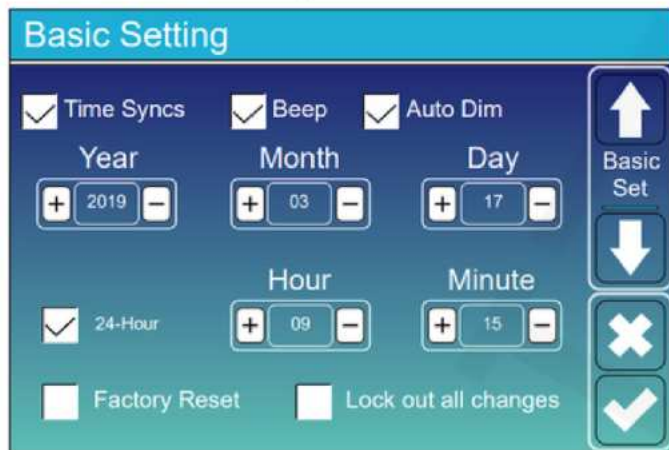 Basic Setting
Time Syncs Beep Auto Dim
Year Month Day
+ 2019 − + 03 − + 17 −
Basic
Set
Hour Minute
24-Hour + 09 − + 15 −
Factory Reset Lock out all changes